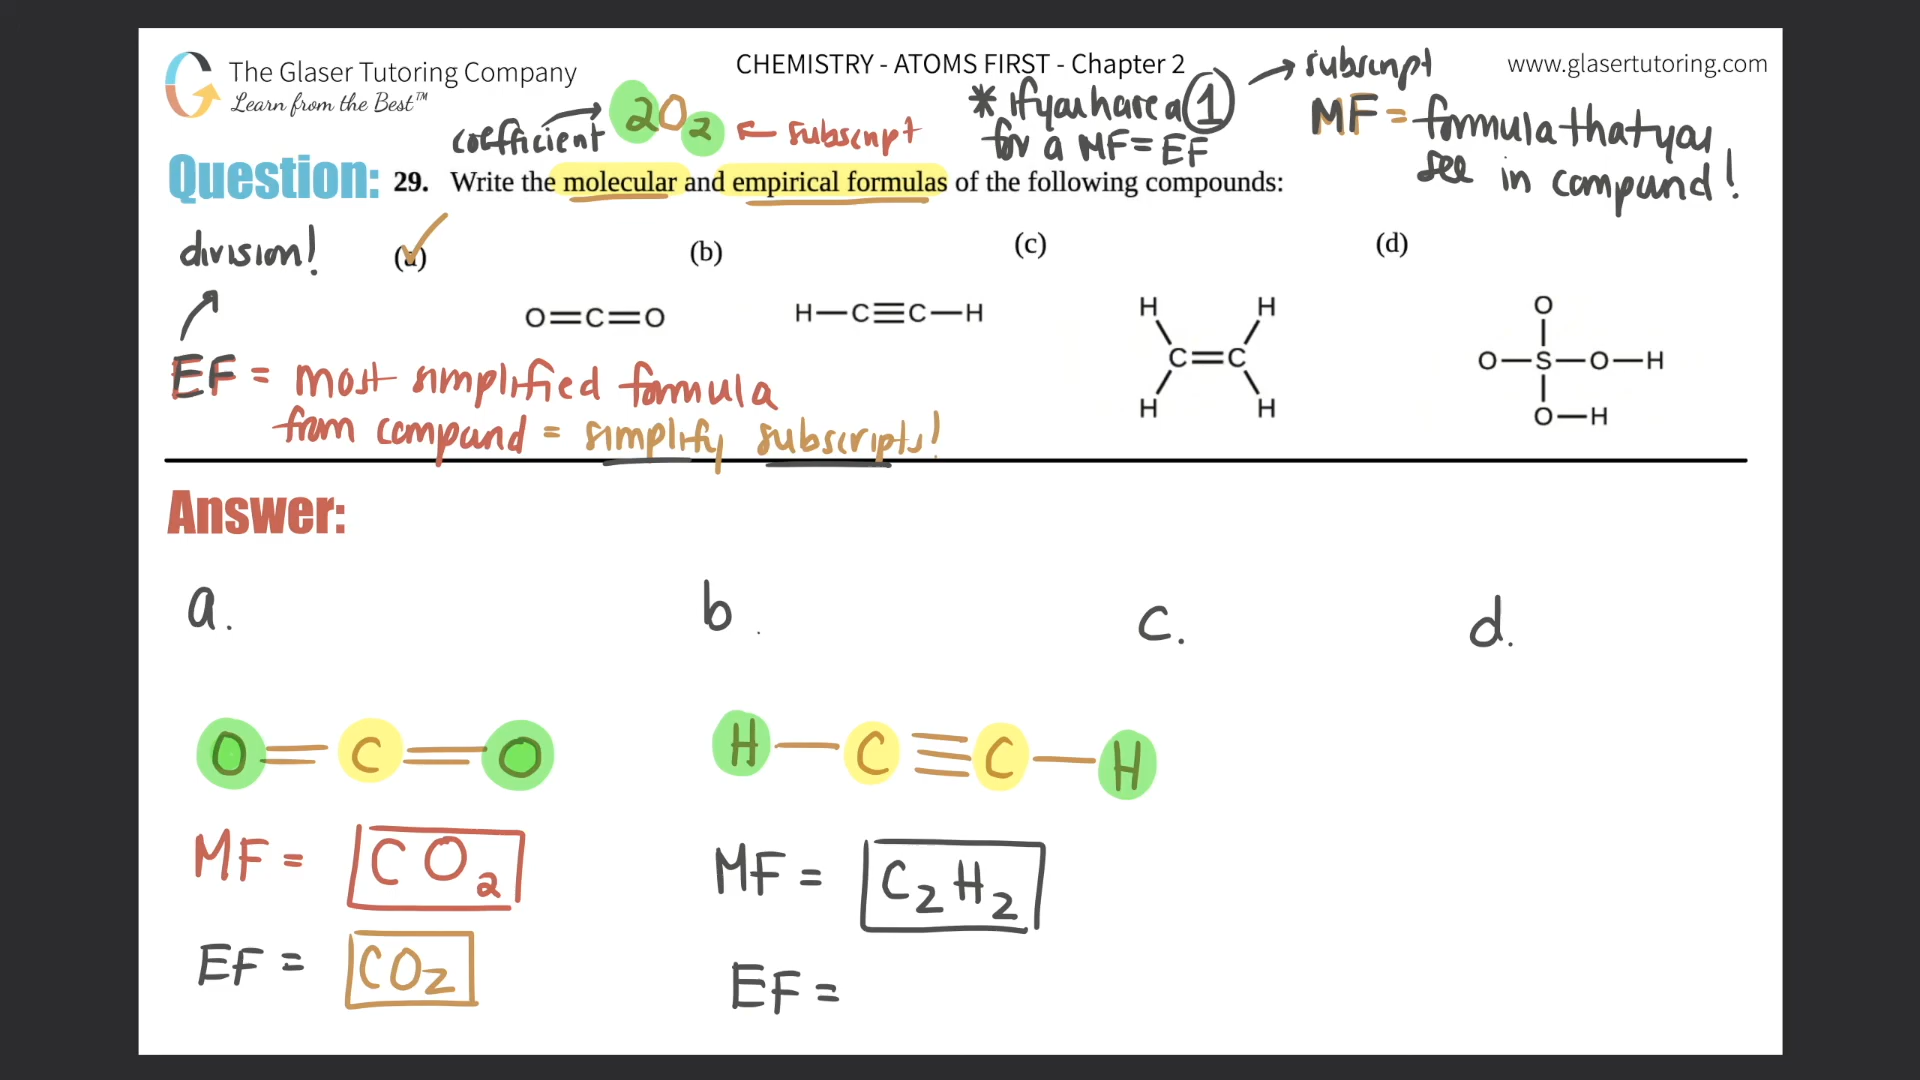 The Glaser Tutoring Company
Learn from the Best™
CHEMISTRY - ATOMS FIRST - Chapter 2
www.glasertutoring.com
coefficient 2O₂ ← subscript
* If you have a 1 → subscript
for a MF = EF
MF = formula that you
see in compound!
Question: 29. Write the molecular and empirical formulas of the following compounds:
division!
(a) (b) (c) (d)
O=C=O
H—C≡C—H
H H
C=C
H H
O
O—S—O—H
O—H
EF = most simplified formula
from compound = simplify subscripts!
Answer:
a. b. c. d.
O=C=O
H—C≡C—H
MF = CO₂
MF = C₂H₂
EF = CO₂
EF =